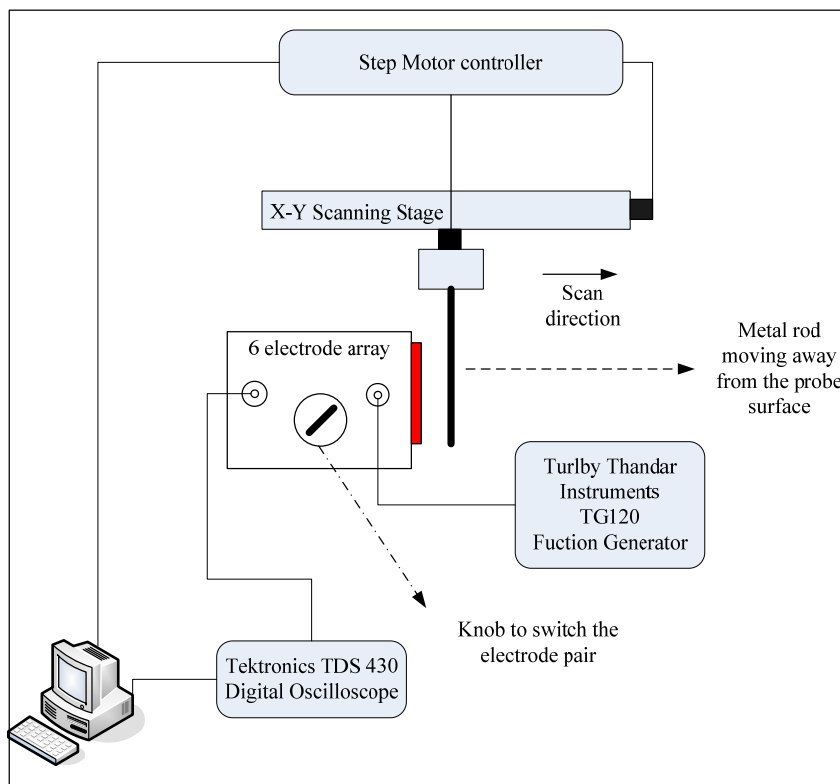 Step Motor controller
X-Y Scanning Stage
Scan
direction
6 electrode array
Metal rod
moving away
from the probe
surface
Turlby Thandar
Instruments
TG120
Fuction Generator
Knob to switch the
electrode pair
Tektronics TDS 430
Digital Oscilloscope